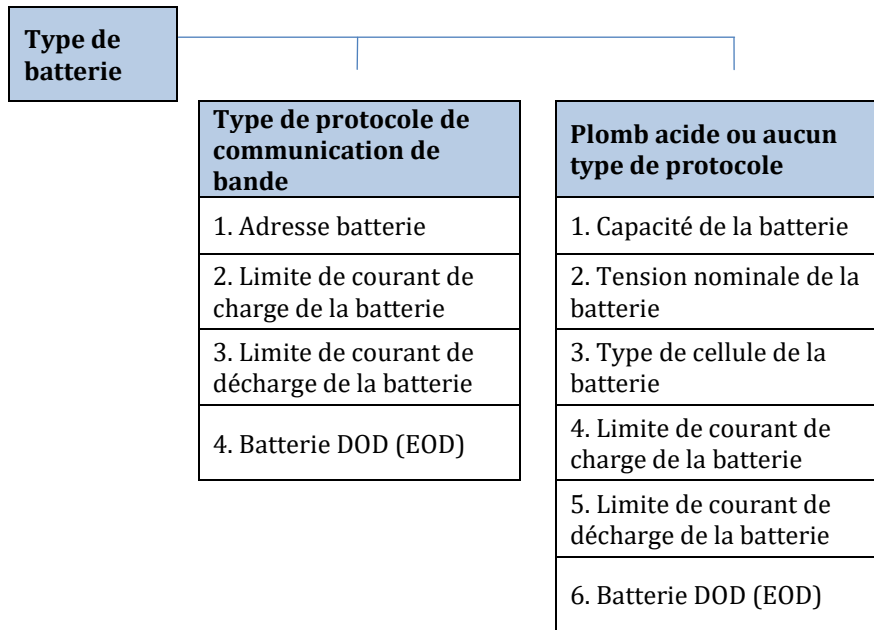 Type de
batterie
Type de protocole de
communication de
bande
1. Adresse batterie
2. Limite de courant de
charge de la batterie
3. Limite de courant de
décharge de la batterie
4. Batterie DOD (EOD)
Plomb acide ou aucun
type de protocole
1. Capacité de la batterie
2. Tension nominale de la
batterie
3. Type de cellule de la
batterie
4. Limite de courant de
charge de la batterie
5. Limite de courant de
décharge de la batterie
6. Batterie DOD (EOD)